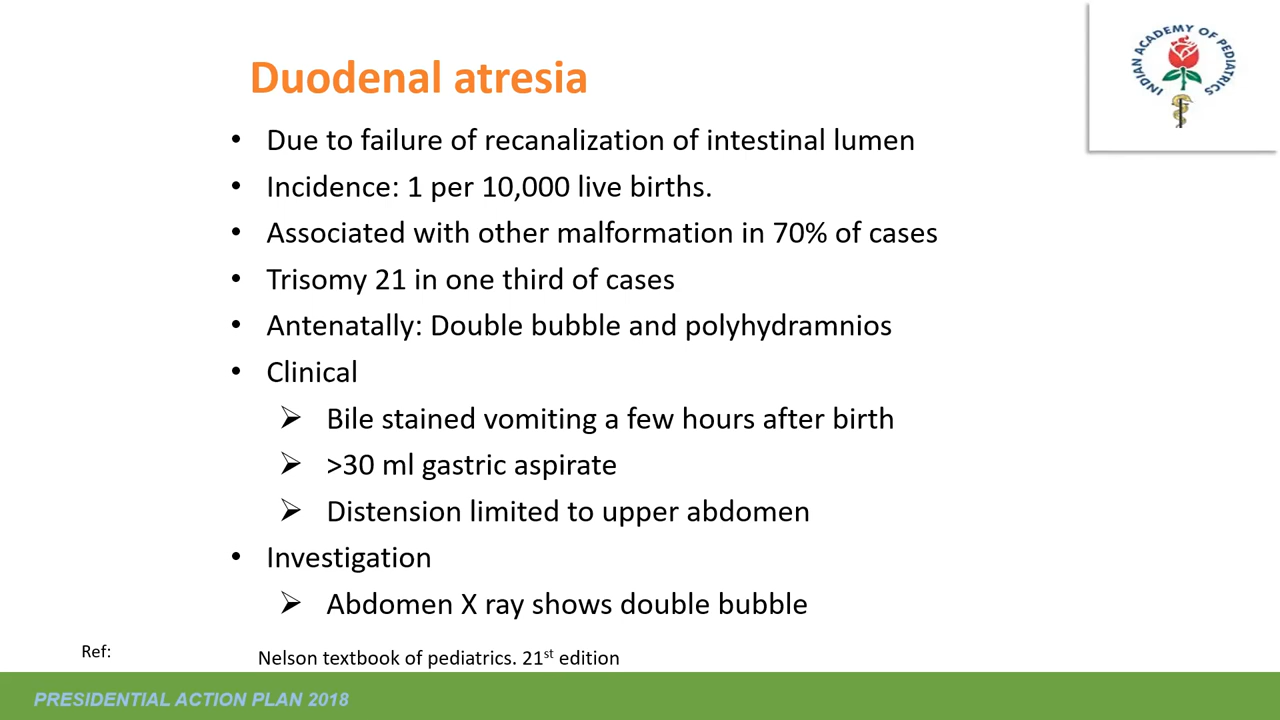 INDIAN ACADEMY OF PEDIATRICS
Duodenal atresia
• Due to failure of recanalization of intestinal lumen
• Incidence: 1 per 10,000 live births.
• Associated with other malformation in 70% of cases
• Trisomy 21 in one third of cases
• Antenatally: Double bubble and polyhydramnios
• Clinical
➢ Bile stained vomiting a few hours after birth
➢ >30 ml gastric aspirate
➢ Distension limited to upper abdomen
• Investigation
➢ Abdomen X ray shows double bubble
Ref:
Nelson textbook of pediatrics. 21st edition
PRESIDENTIAL ACTION PLAN 2018